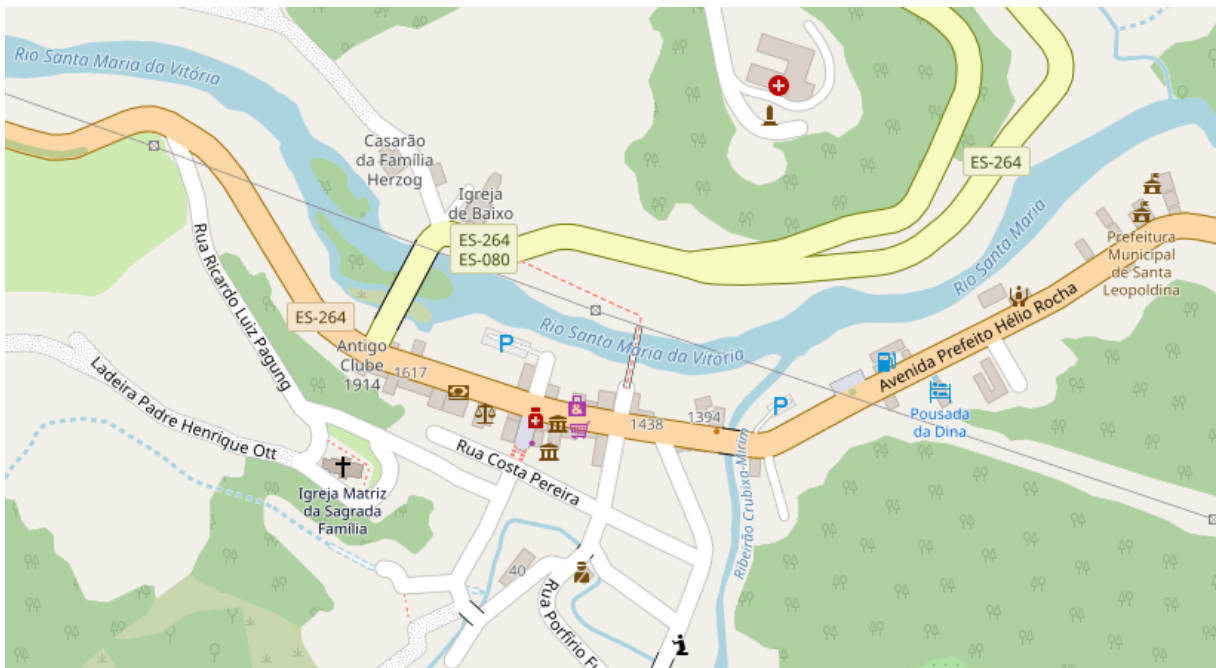 Rio Santa Maria da Vitória
Casarão
da Família
Herzog
Igreja
de Baixo
ES-264
ES-080
ES-264
Rio Santa Maria
Prefeitura
Municipal
de Santa
Leopoldina
Rua Ricardo Luiz Pagung
ES-264
Rio Santa Maria da Vitória
Avenida Prefeito Hélio Rocha
Antigo
Clube
1914
1617
P
Ladeira Padre Henrique Ott
1438
1394
P
Pousada
da Dina
Rua Costa Pereira
Igreja Matriz
da Sagrada
Família
Ribeirão Crubixa-Mirim
40
Rua Porfírio